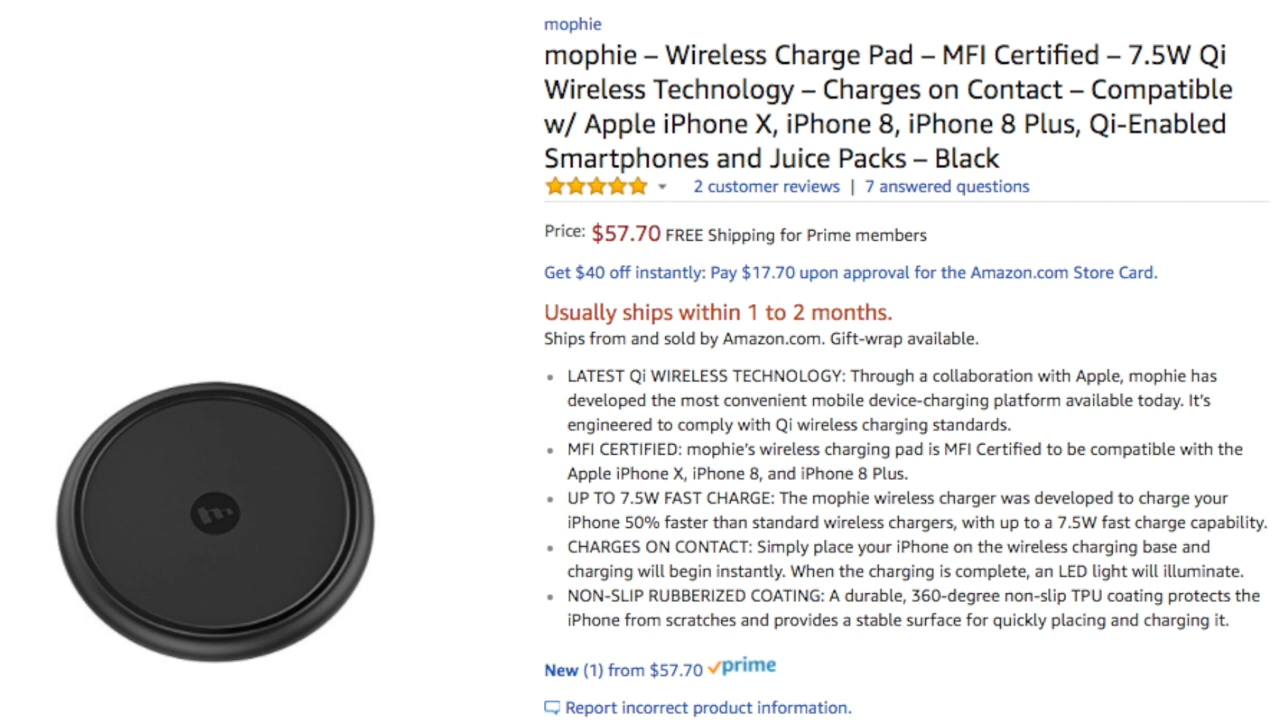 mophie
mophie – Wireless Charge Pad – MFI Certified – 7.5W Qi
Wireless Technology – Charges on Contact – Compatible
w/ Apple iPhone X, iPhone 8, iPhone 8 Plus, Qi-Enabled
Smartphones and Juice Packs – Black
2 customer reviews | 7 answered questions
Price: $57.70 FREE Shipping for Prime members
Get $40 off instantly: Pay $17.70 upon approval for the Amazon.com Store Card.
Usually ships within 1 to 2 months.
Ships from and sold by Amazon.com. Gift-wrap available.
• LATEST Qi WIRELESS TECHNOLOGY: Through a collaboration with Apple, mophie has
developed the most convenient mobile device-charging platform available today. It's
engineered to comply with Qi wireless charging standards.
• MFI CERTIFIED: mophie's wireless charging pad is MFI Certified to be compatible with the
Apple iPhone X, iPhone 8, and iPhone 8 Plus.
• UP TO 7.5W FAST CHARGE: The mophie wireless charger was developed to charge your
iPhone 50% faster than standard wireless chargers, with up to a 7.5W fast charge capability.
• CHARGES ON CONTACT: Simply place your iPhone on the wireless charging base and
charging will begin instantly. When the charging is complete, an LED light will illuminate.
• NON-SLIP RUBBERIZED COATING: A durable, 360-degree non-slip TPU coating protects the
iPhone from scratches and provides a stable surface for quickly placing and charging it.
New (1) from $57.70 prime
Report incorrect product information.